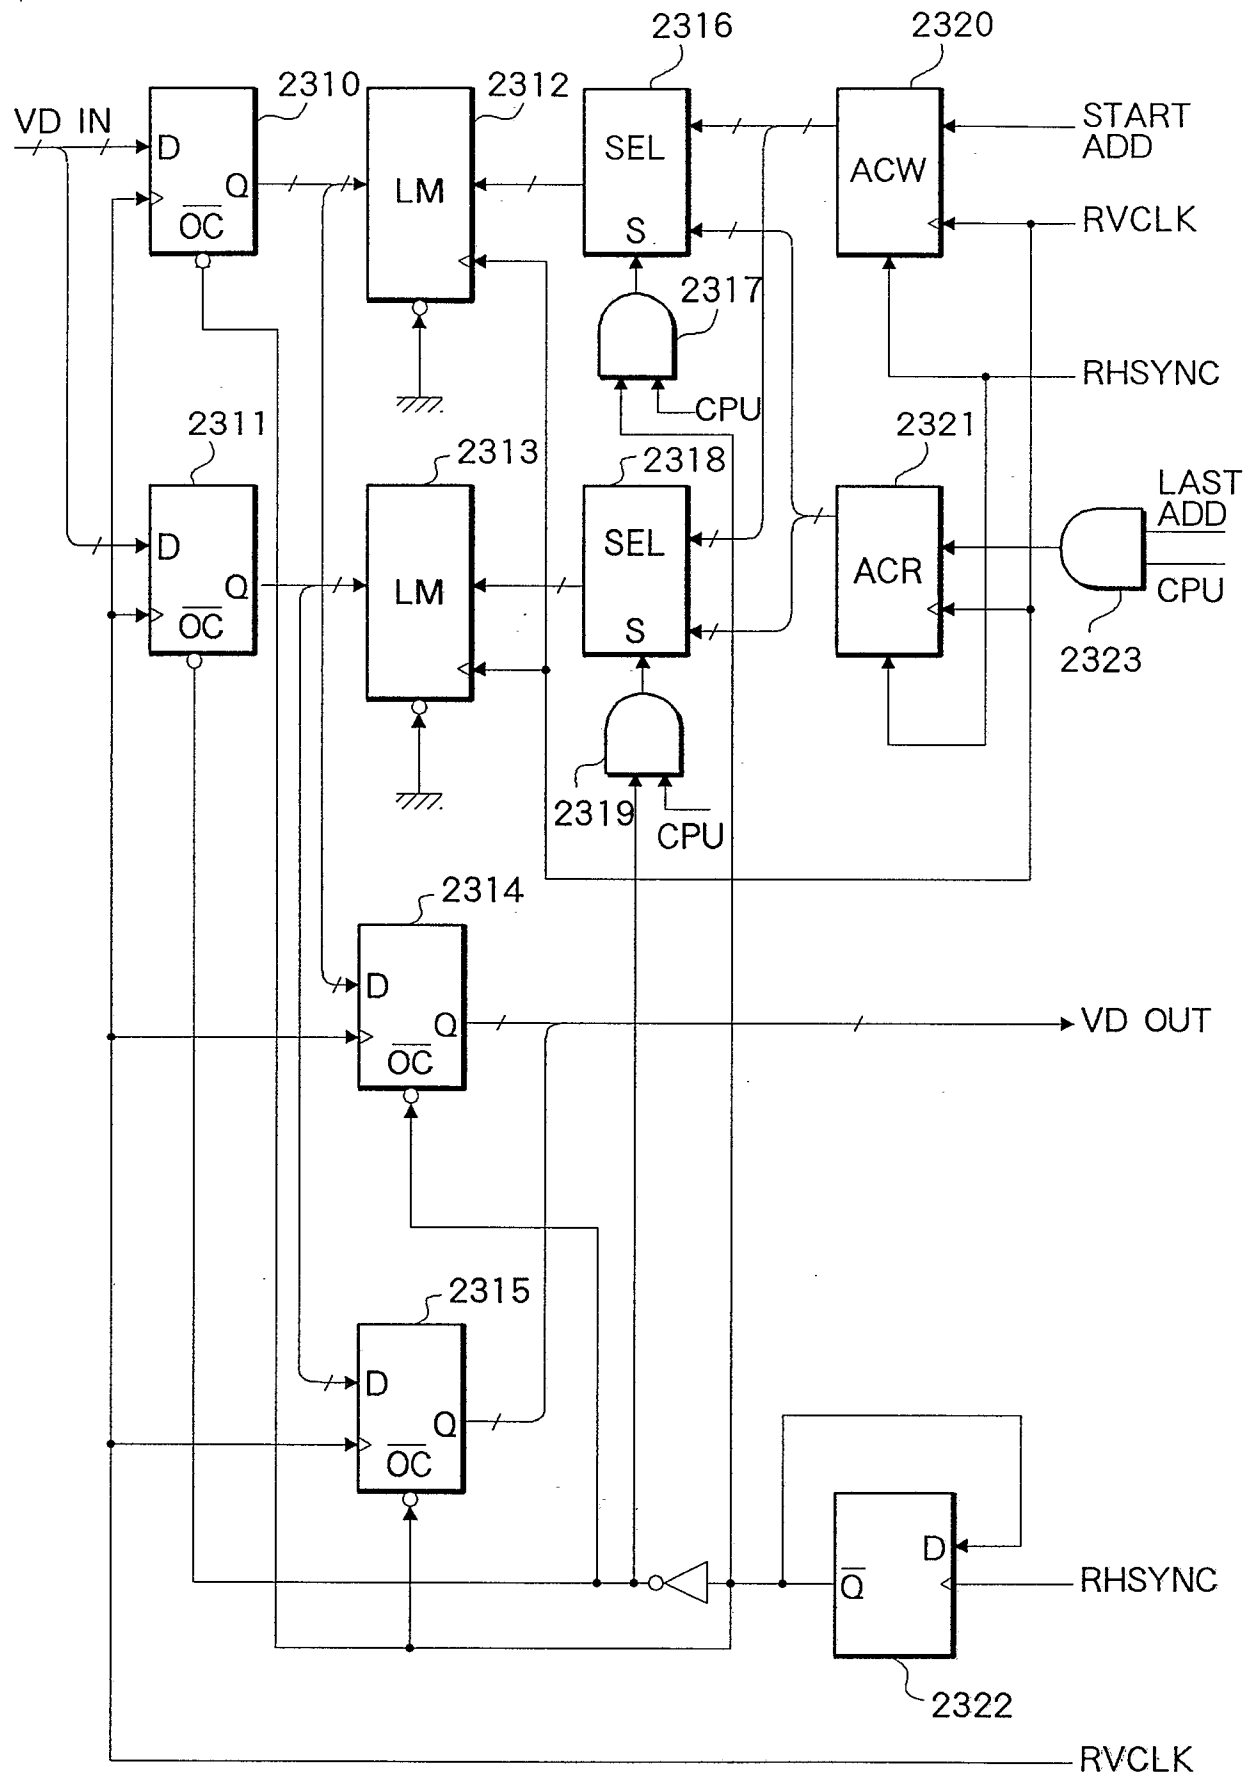 2316
2320
2310
2312
VD IN
START
ADD
D
SEL
ACW
Q
LM
OC
S
RVCLK
2317
RHSYNC
CPU
2311
2313
2318
2321
LAST
ADD
D
SEL
Q
LM
ACR
CPU
OC
S
2323
2319
CPU
2314
D
Q
VD OUT
OC
2315
D
Q
OC
D
Q
RHSYNC
2322
RVCLK